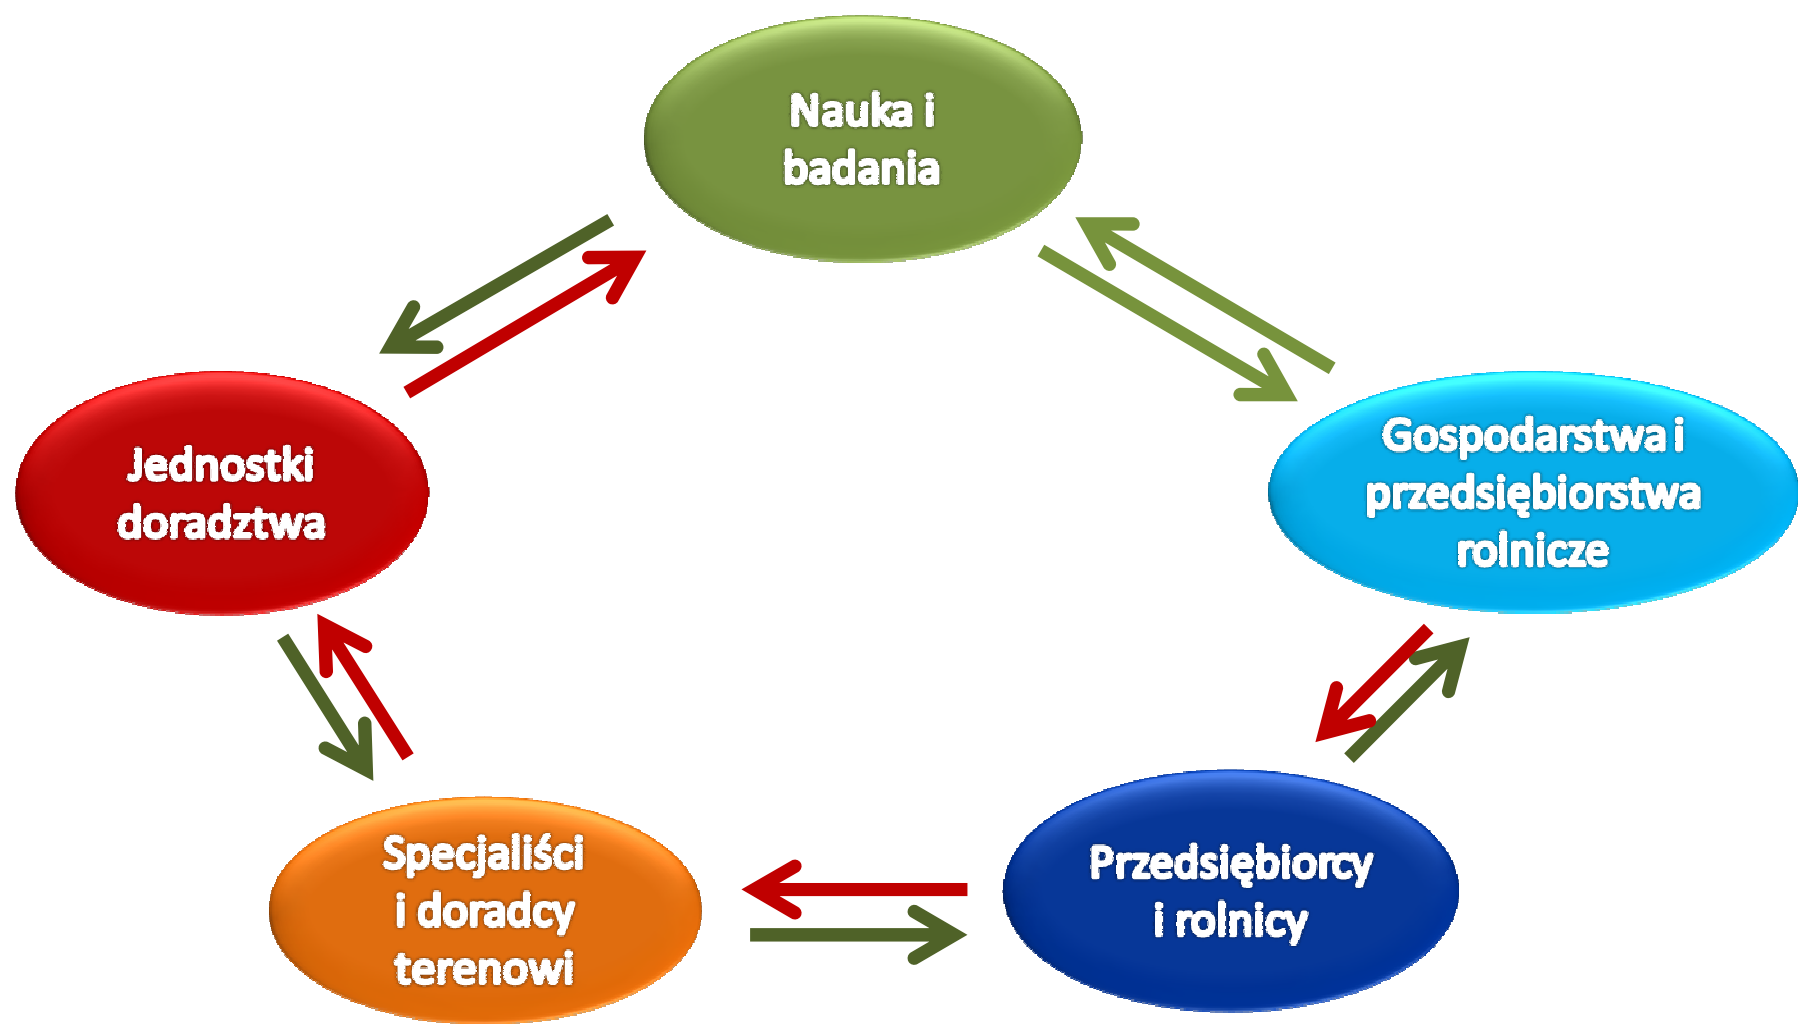 Nauka i
badania
Jednostki
doradztwa
Gospodarstwa i
przedsiębiorstwa
rolnicze
Specjaliści
i doradcy
terenowi
Przedsiębiorcy
i rolnicy